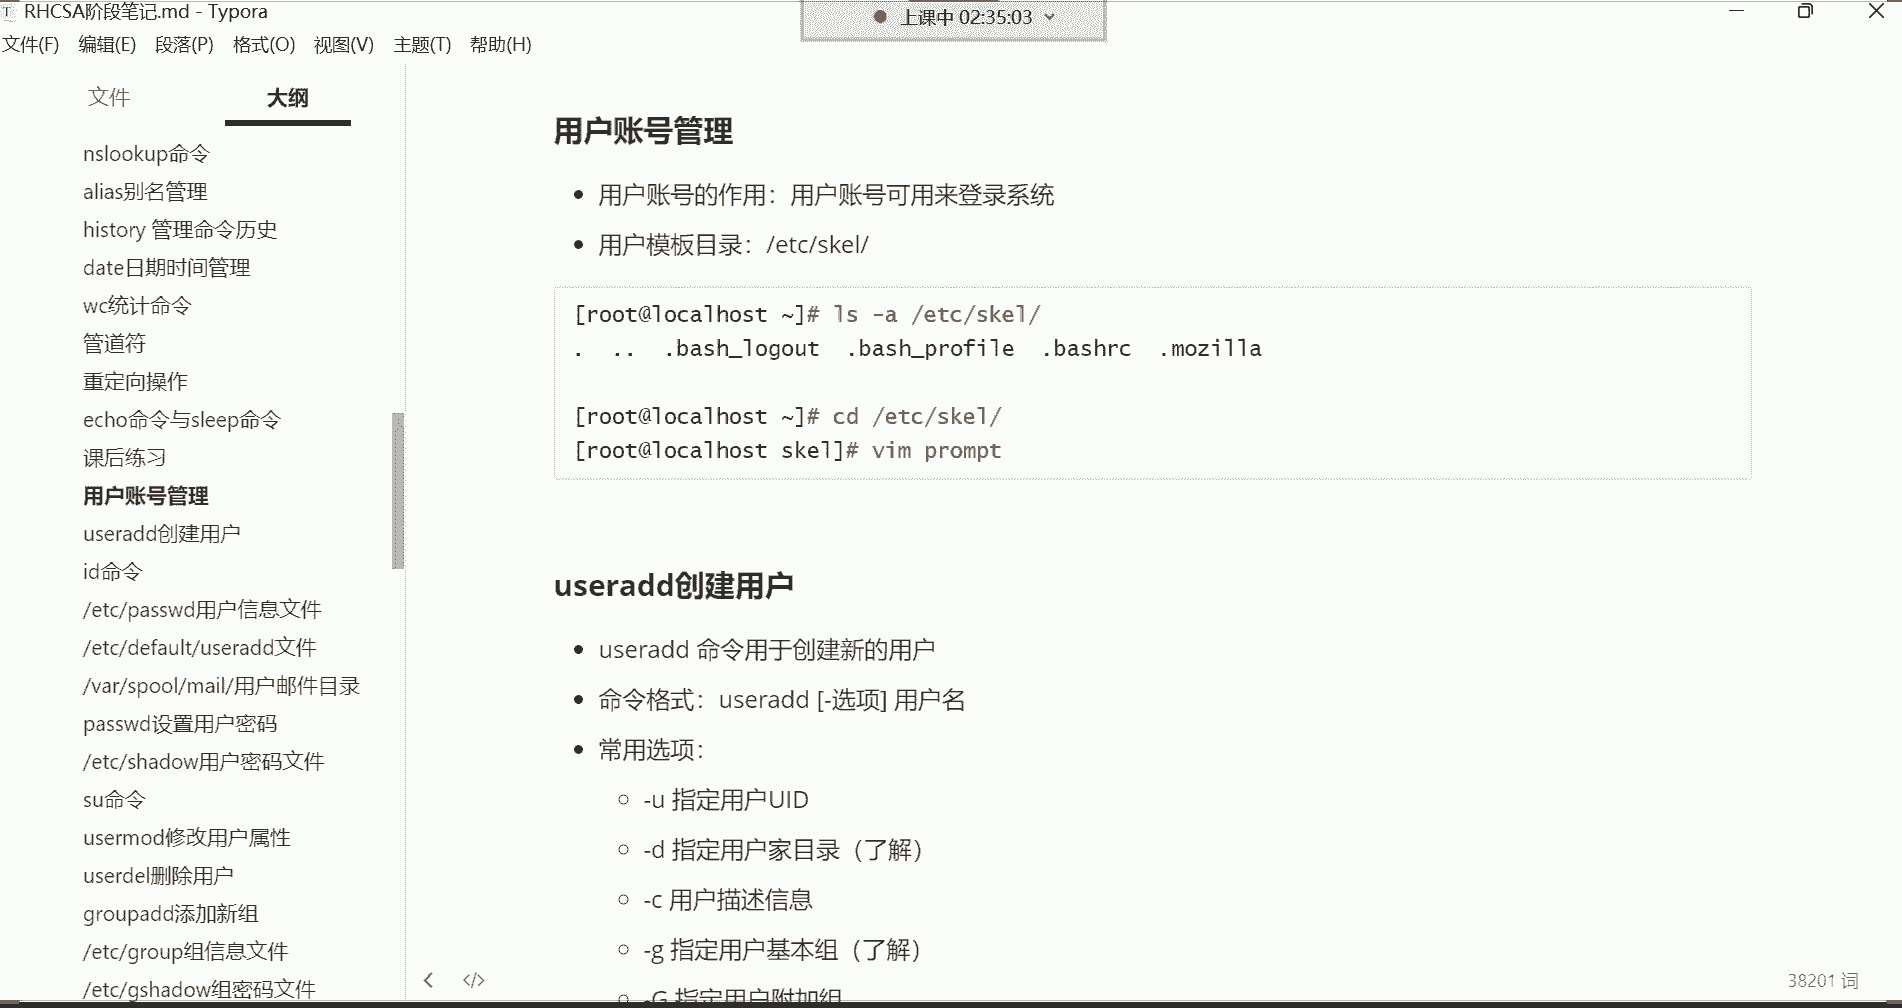 RHCSA阶段笔记.md - Typora
上课中 02:35:03
文件(F) 编辑(E) 段落(P) 格式(O) 视图(V) 主题(T) 帮助(H)
文件 大纲
nslookup命令
alias别名管理
history 管理命令历史
date日期时间管理
wc统计命令
管道符
重定向操作
echo命令与sleep命令
课后练习
用户账号管理
useradd创建用户
id命令
/etc/passwd用户信息文件
/etc/default/useradd文件
/var/spool/mail/用户邮件目录
passwd设置用户密码
/etc/shadow用户密码文件
su命令
usermod修改用户属性
userdel删除用户
groupadd添加新组
/etc/group组信息文件
/etc/gshadow组密码文件
用户账号管理
用户账号的作用：用户账号可用来登录系统
用户模板目录：/etc/skel/
[root@localhost ~]# ls -a /etc/skel/
. .. .bash_logout .bash_profile .bashrc .mozilla
[root@localhost ~]# cd /etc/skel/
[root@localhost skel]# vim prompt
useradd创建用户
useradd 命令用于创建新的用户
命令格式：useradd [-选项] 用户名
常用选项：
-u 指定用户UID
-d 指定用户家目录（了解）
-c 用户描述信息
-g 指定用户基本组（了解）
-G 指定用户附加组
38201 词